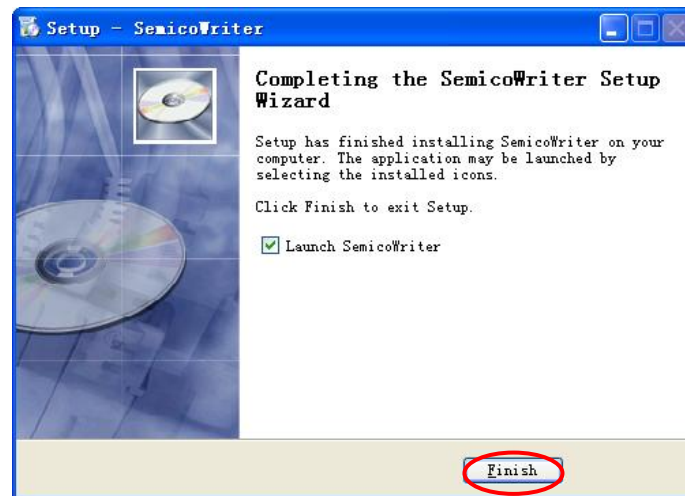 Setup - SemicoWriter
Completing the SemicoWriter Setup
Wizard
Setup has finished installing SemicoWriter on your
computer. The application may be launched by
selecting the installed icons.
Click Finish to exit Setup.
Launch SemicoWriter
Finish